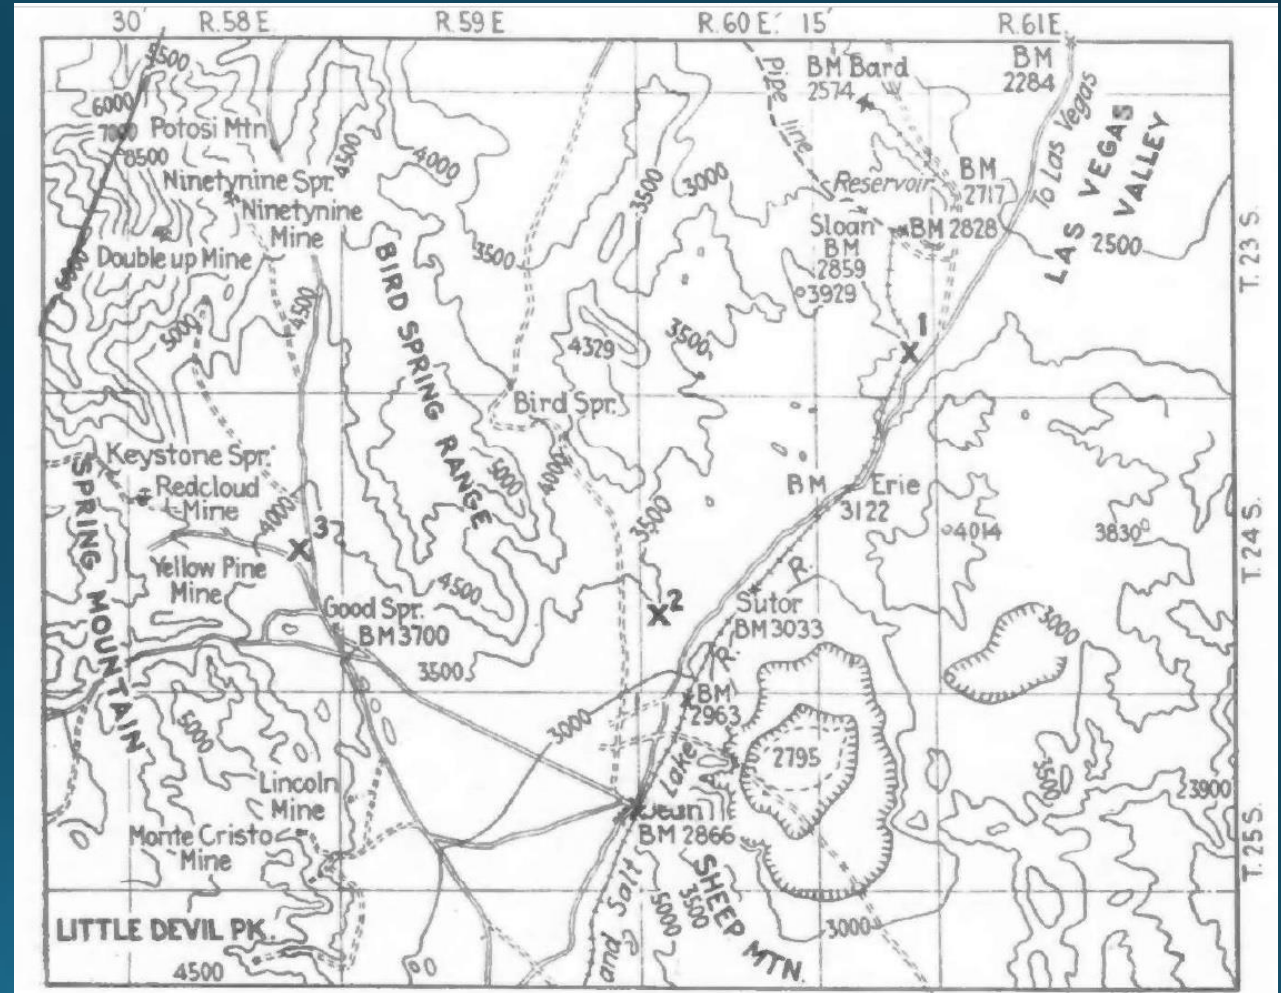 30' R.58 E. R.59 E. R.60 E. 15' R.61 E.
5500
6000
7000
Potosi Mtn.
8500
4500
4000
Ninetynine Spr.
Ninetynine
Mine
Double up Mine
6000
5000
4500
BIRD SPRING RANGE
3500
3500
3000
pipe line
BM Bard
2574
BM
2284
To Las Vegas
LAS VEGAS
VALLEY
BM
2717
Reservoir
Sloan
BM
2859
BM 2828
2500
T. 23 S.
3929
4329
3500
1
Bird Spr.
Keystone Spr.
Redcloud
Mine
SPRING MOUNTAIN
4000
3
5000
4000
3500
BM
Erie
3122
4014
3830
T. 24 S.
Yellow Pine
Mine
4500
2
Good Spr.
BM 3700
3500
Sutor
BM 3033
R.
R.
3000
BM
2963
5000
3000
2795
Lake
3500
3900
Lincoln
Mine
Monte Cristo
Mine
Jean
BM 2866
T. 25 S.
and Salt
5000
3500
SHEEP MTN.
3000
LITTLE DEVIL PK.
4500